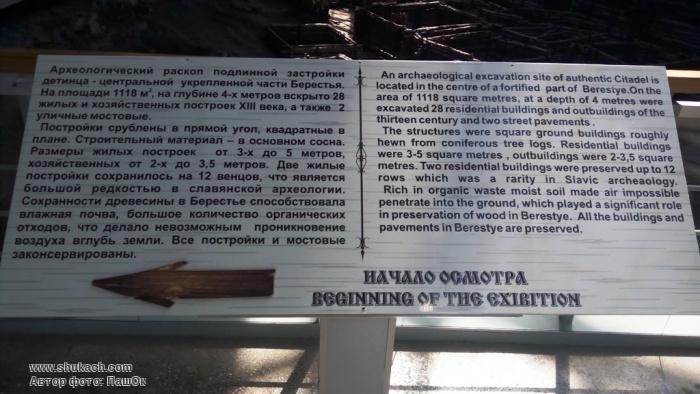 Археологический раскоп подлинной застройки
детинца - центральной укрепленной части Берестья.
На площади 1118 м², на глубине 4-х метров вскрыто 28
жилых и хозяйственных построек XIII века, а также 2
уличные мостовые.
Постройки срублены в прямой угол, квадратные в
плане. Строительный материал – в основном сосна.
Размеры жилых построек от 3-х до 5 метров,
хозяйственных от 2-х до 3,5 метров. Две жилые
постройки сохранилось на 12 венцов, что является
большой редкостью в славянской археологии.
Сохранности древесины в Берестье способствовала
влажная почва, большое количество органических
отходов, что делало невозможным проникновение
воздуха вглубь земли. Все постройки и мостовые
законсервированы.
An archaeological excavation site of authentic Citadel is
located in the centre of a fortified part of Berestye.On the
area of 1118 square metres, at a depth of 4 metres were
excavated 28 residential buildings and outbuildings of the
thirteen century and two street pavements .
The structures were square ground buildings roughly
hewn from coniferous tree logs. Residential buildings
were 3-5 square metres , outbuildings were 2-3,5 square
metres. Two residential buildings were preserved up to 12
rows which was a rarity in Slavic archeaology.
Rich in organic waste moist soil made air impossible
penetrate into the ground, which played a significant role
in preservation of wood in Berestye. All the buildings and
pavements in Berestye are preserved.
НАЧАЛО ОСМОТРА
BEGINNING OF THE EXIBITION
www.shukach.com
Автор фото: ПашОк